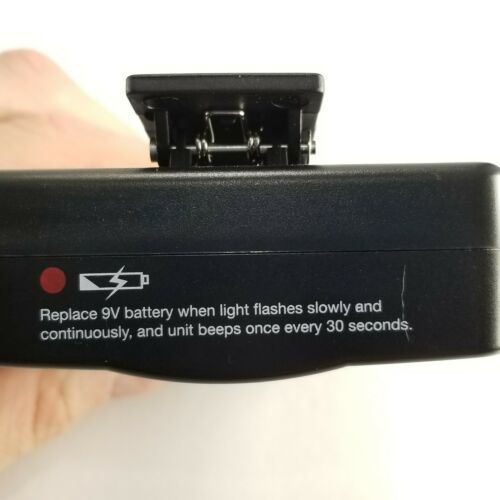 Replace 9V battery when light flashes slowly and
continuously, and unit beeps once every 30 seconds.